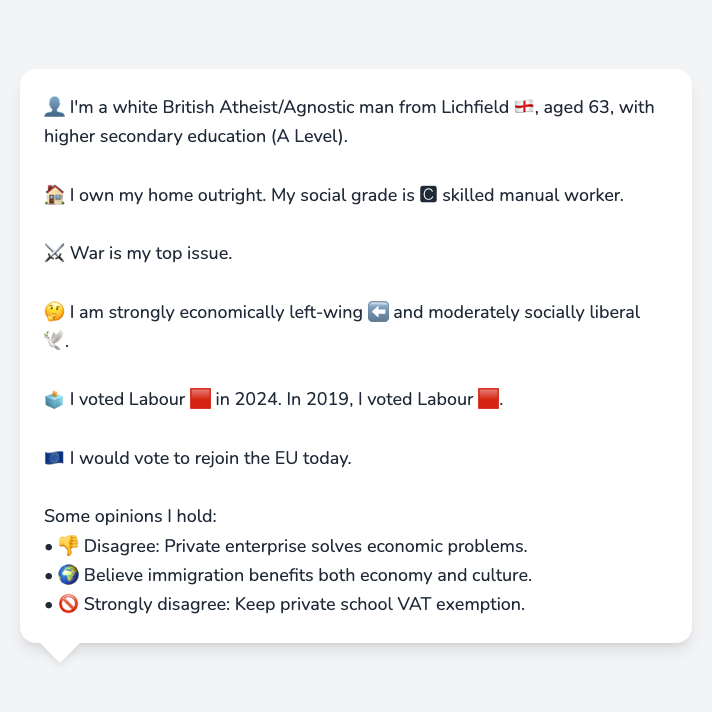 👤 I'm a white British Atheist/Agnostic man from Lichfield 🏴󠁧󠁢󠁥󠁮󠁧󠁿, aged 63, with
higher secondary education (A Level).
🏠 I own my home outright. My social grade is 🅲 skilled manual worker.
⚔️ War is my top issue.
🤔 I am strongly economically left-wing ⬅️ and moderately socially liberal
🕊️.
🗳️ I voted Labour 🟥 in 2024. In 2019, I voted Labour 🟥.
🇪🇺 I would vote to rejoin the EU today.
Some opinions I hold:
• 👎 Disagree: Private enterprise solves economic problems.
• 🌍 Believe immigration benefits both economy and culture.
• 🚫 Strongly disagree: Keep private school VAT exemption.